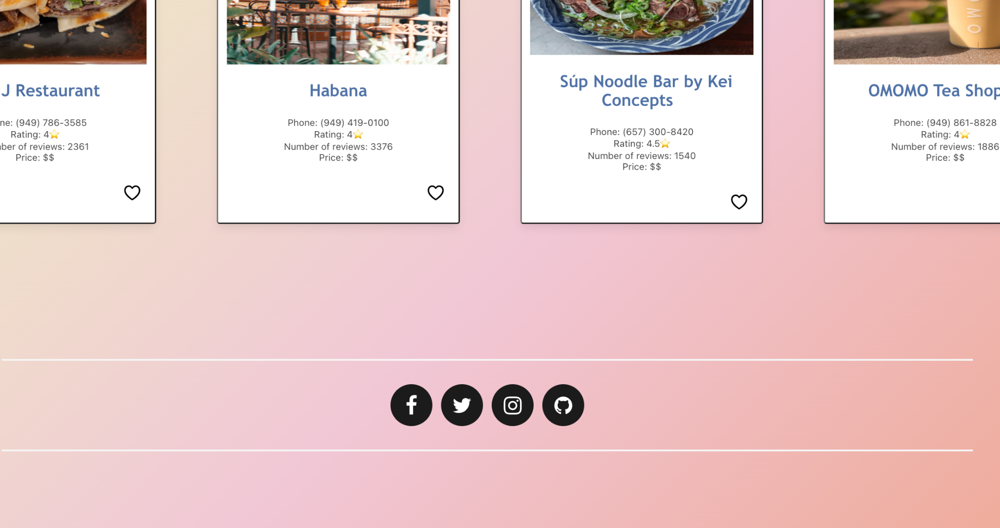 J Restaurant
ne: (949) 786-3585
Rating: 4⭐
ber of reviews: 2361
Price: $$
Habana
Phone: (949) 419-0100
Rating: 4⭐
Number of reviews: 3376
Price: $$
Súp Noodle Bar by Kei
Concepts
Phone: (657) 300-8420
Rating: 4.5⭐
Number of reviews: 1540
Price: $$
OMO
OMOMO Tea Shop
Phone: (949) 861-8828
Rating: 4⭐
Number of reviews: 1886
Price: $$